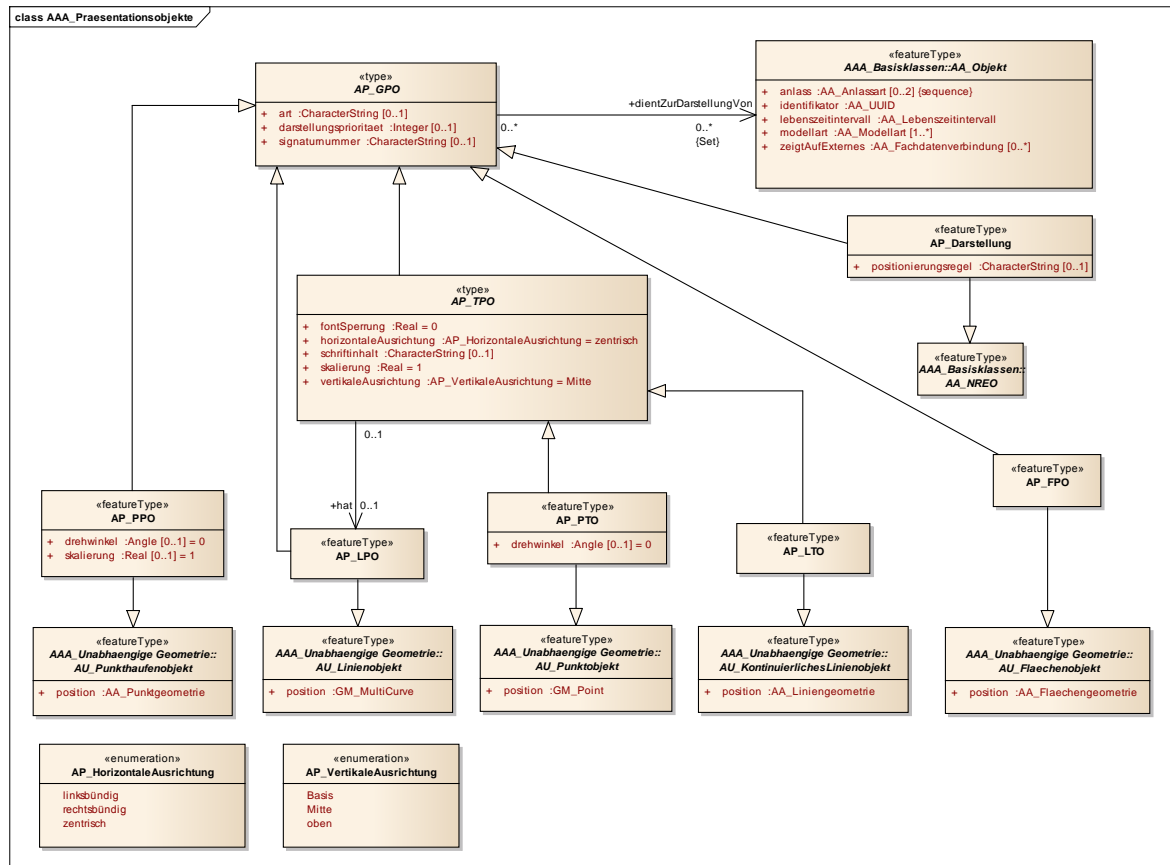 class AAA_Praesentationsobjekte
«type»
AP_GPO
+ art :CharacterString [0..1]
+ darstellungsprioritaet :Integer [0..1]
+ signaturnummer :CharacterString [0..1]
+dientZurDarstellungVon
0..*
0..*
{Set}
«featureType»
AAA_Basisklassen::AA_Objekt
+ anlass :AA_Anlassart [0..2] {sequence}
+ identifikator :AA_UUID
+ lebenszeitintervall :AA_Lebenszeitintervall
+ modellart :AA_Modellart [1..*]
+ zeigtAufExternes :AA_Fachdatenverbindung [0..*]
«featureType»
AP_Darstellung
+ positionierungsregel :CharacterString [0..1]
«featureType»
AAA_Basisklassen::
AA_NREO
«type»
AP_TPO
+ fontSperrung :Real = 0
+ horizontaleAusrichtung :AP_HorizontaleAusrichtung = zentrisch
+ schriftinhalt :CharacterString [0..1]
+ skalierung :Real = 1
+ vertikaleAusrichtung :AP_VertikaleAusrichtung = Mitte
0..1
+hat 0..1
«featureType»
AP_PPO
+ drehwinkel :Angle [0..1] = 0
+ skalierung :Real [0..1] = 1
«featureType»
AP_LPO
«featureType»
AP_PTO
+ drehwinkel :Angle [0..1] = 0
«featureType»
AP_LTO
«featureType»
AP_FPO
«featureType»
AAA_Unabhaengige Geometrie::
AU_Punkthaufenobjekt
+ position :AA_Punktgeometrie
«featureType»
AAA_Unabhaengige Geometrie::
AU_Linienobjekt
+ position :GM_MultiCurve
«featureType»
AAA_Unabhaengige Geometrie::
AU_Punktobjekt
+ position :GM_Point
«featureType»
AAA_Unabhaengige Geometrie::
AU_KontinuierlichesLinienobjekt
+ position :AA_Liniengeometrie
«featureType»
AAA_Unabhaengige Geometrie::
AU_Flaechenobjekt
+ position :AA_Flaechengeometrie
«enumeration»
AP_HorizontaleAusrichtung
linksbündig
rechtsbündig
zentrisch
«enumeration»
AP_VertikaleAusrichtung
Basis
Mitte
oben